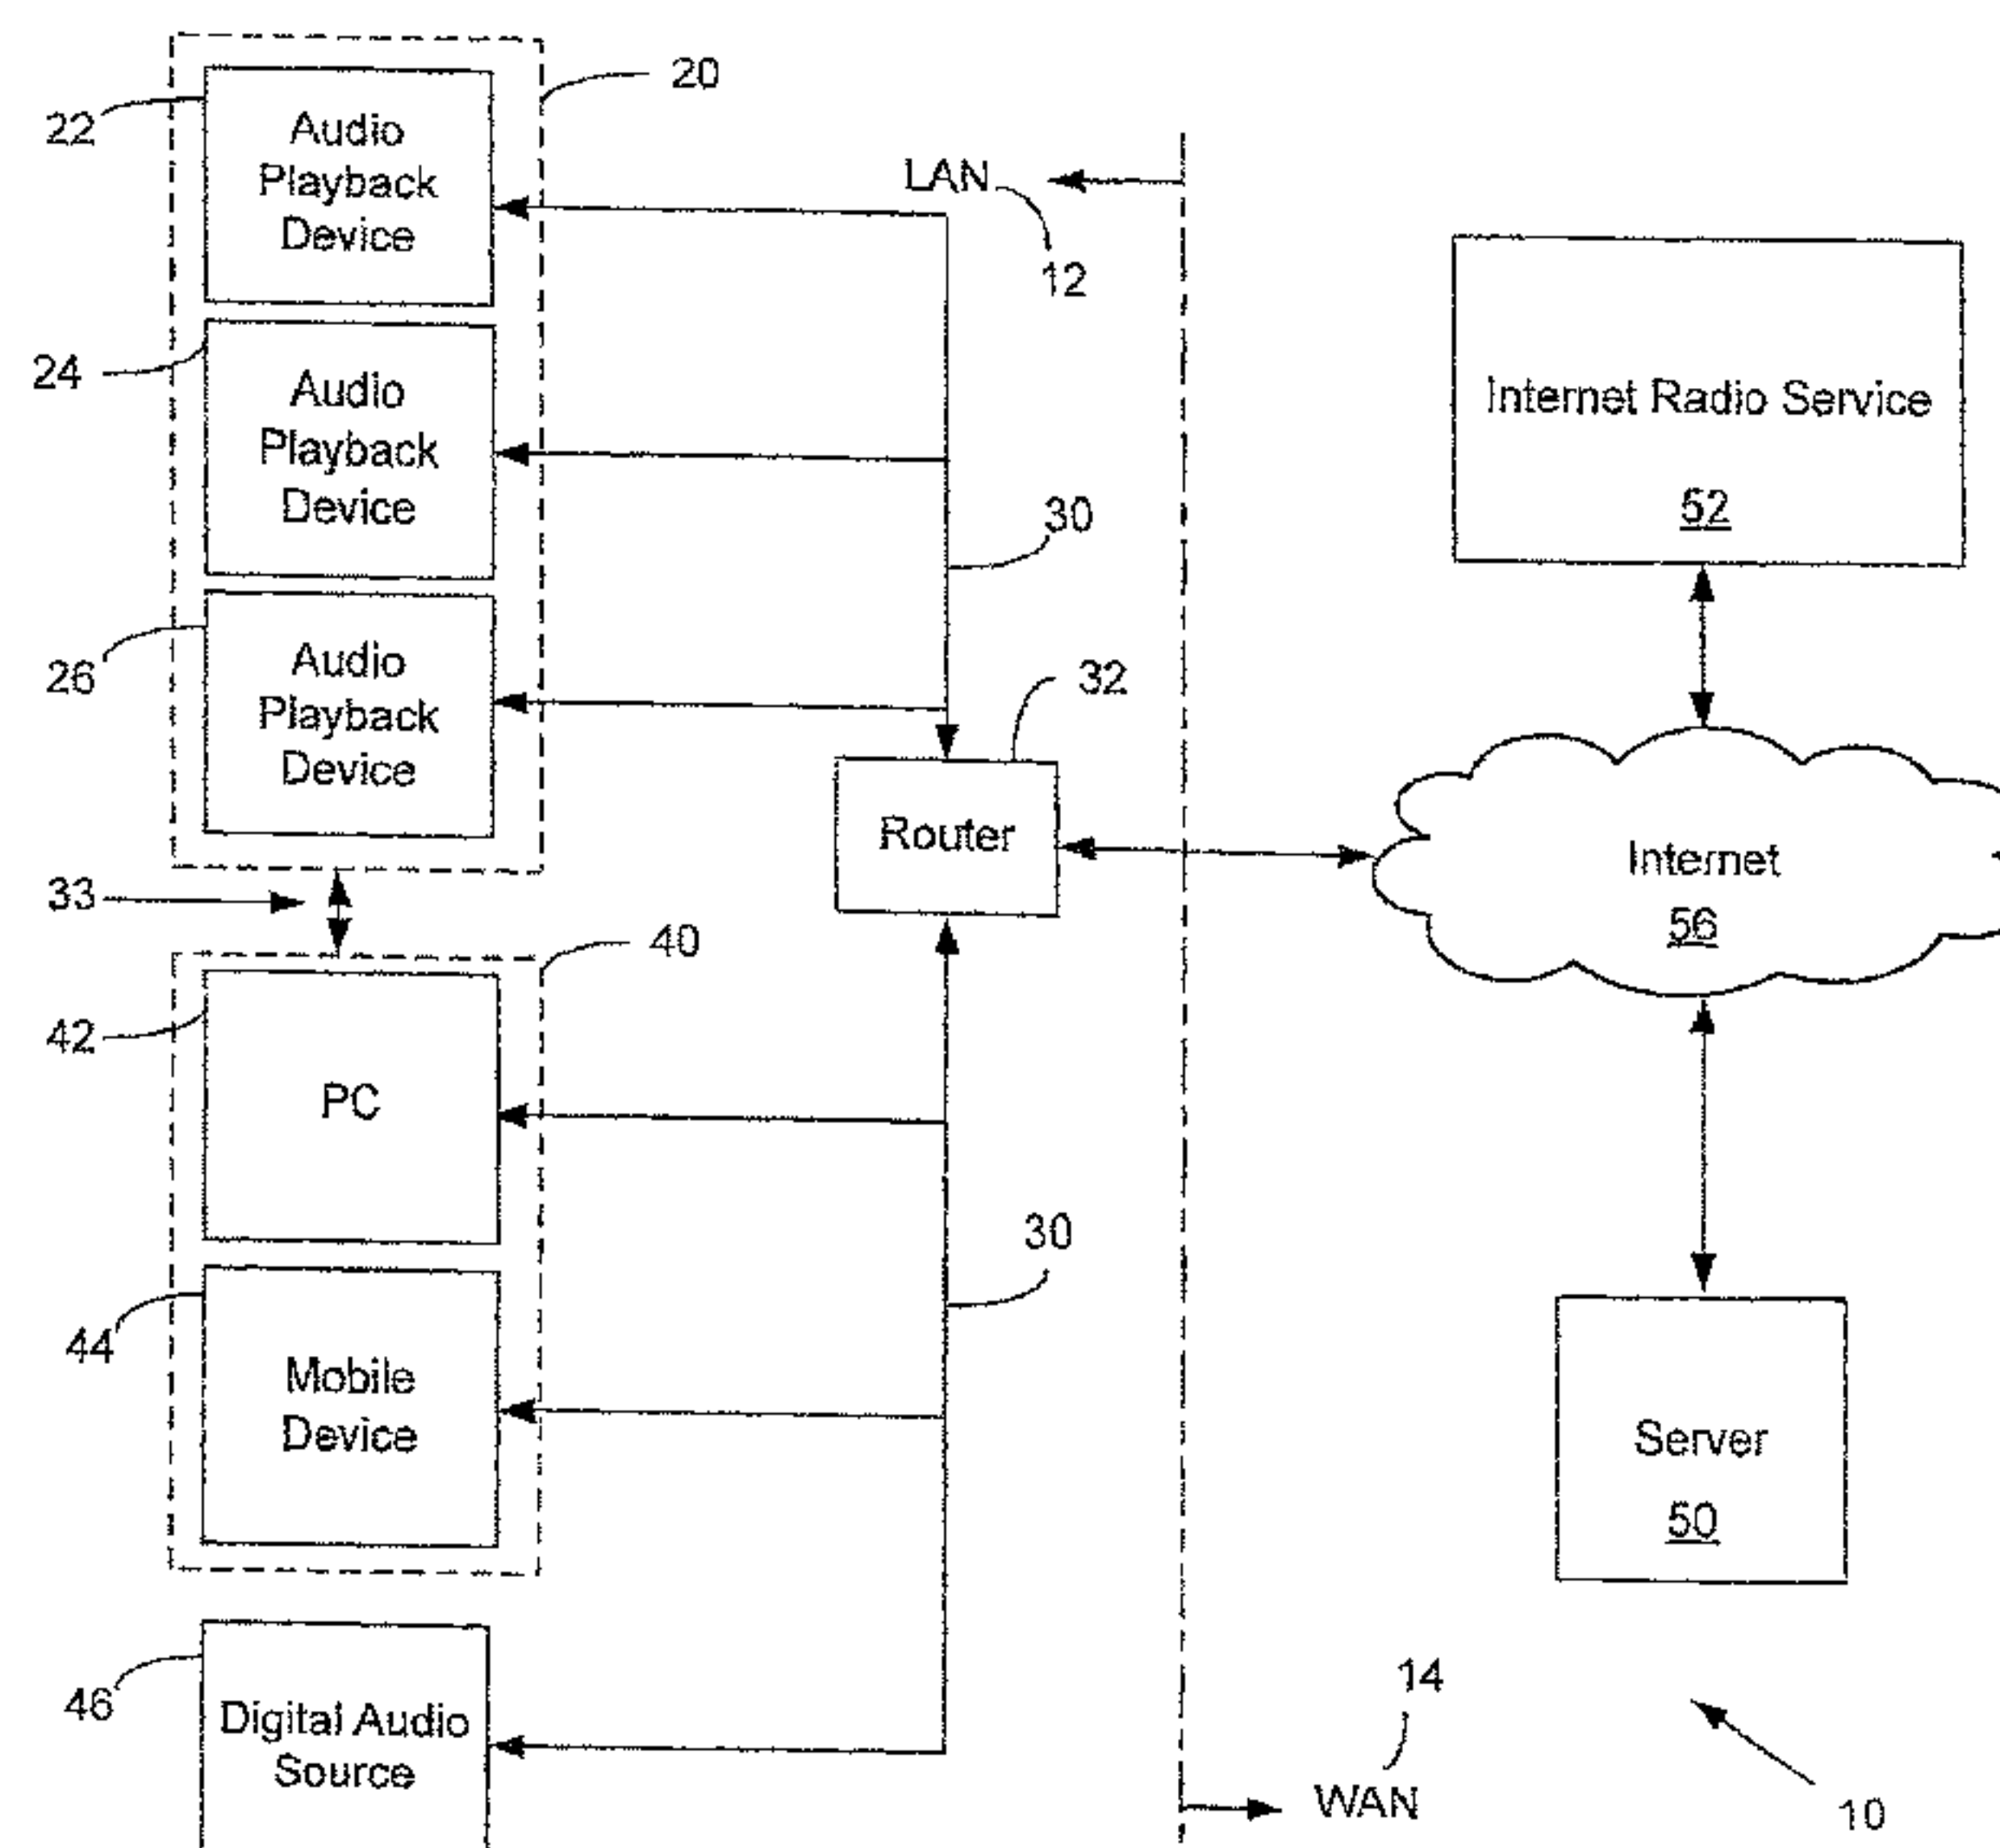 20
22
Audio
Playback
Device
LAN
12
24
Audio
Playback
Device
Internet Radio Service
52
30
26
Audio
Playback
Device
32
Router
Internet
56
33
40
42
PC
30
44
Mobile
Device
Server
50
46
Digital Audio
Source
14
WAN
10